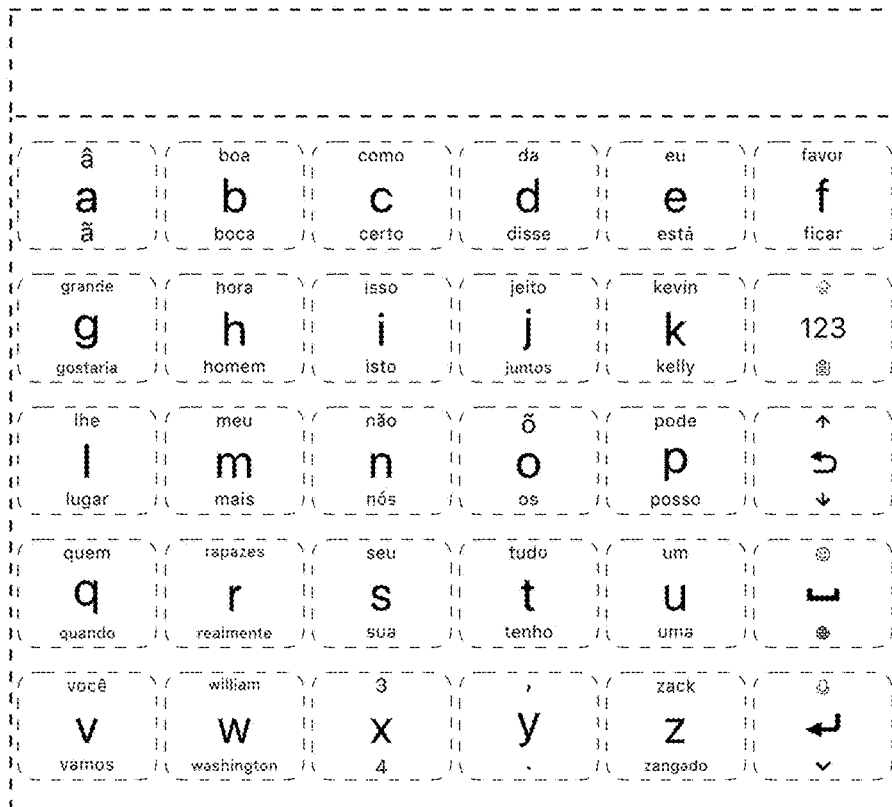 â boa como da eu favor
a b c d e f
ã boca certo disse está ficar
grande hora isso jeito kevin
g h i j k 123
gostaria homem isto juntos kelly
lhe meu não õ pode ↑
l m n o p
lugar mais nós os posso ↓
quem rapazes seu tudo um
q r s t u
quando realmente sua tenho uma
você william 3 , zack
v w x y z
vamos washington 4 . zangado